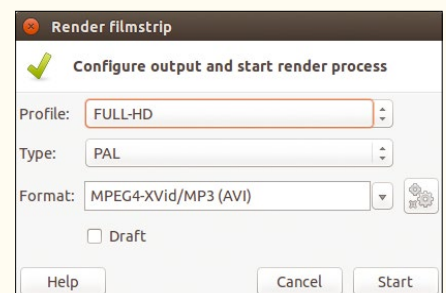 Render filmstrip
Configure output and start render process
Profile: FULL-HD
Type: PAL
Format: MPEG4-XVid/MP3 (AVI)
Draft
Help Cancel Start